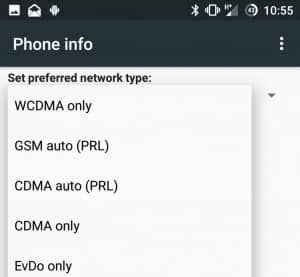 43 10:55
Phone info
Set preferred network type:
WCDMA only
GSM auto (PRL)
CDMA auto (PRL)
CDMA only
EvDo only